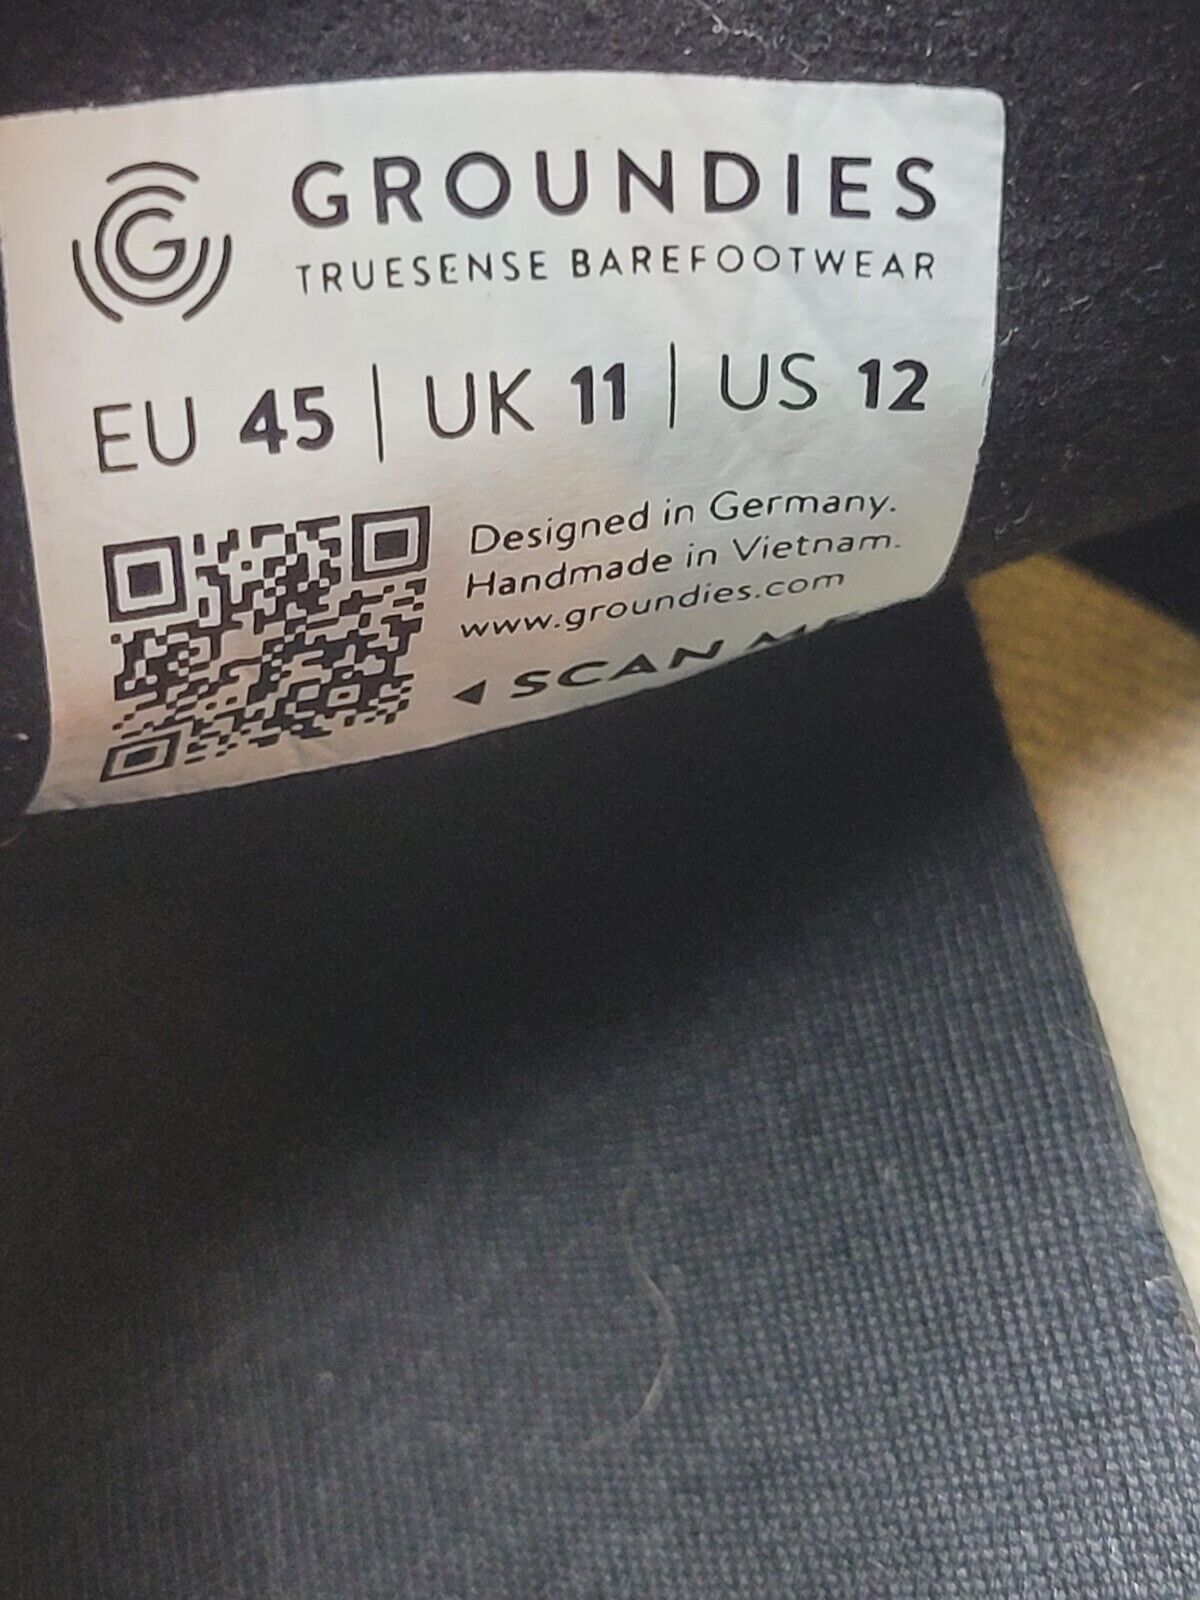 G
GROUNDIES
TRUESENSE BAREFOOTWEAR
EU 45 | UK 11 | US 12
Designed in Germany.
Handmade in Vietnam.
www.groundies.com
◄ SCAN